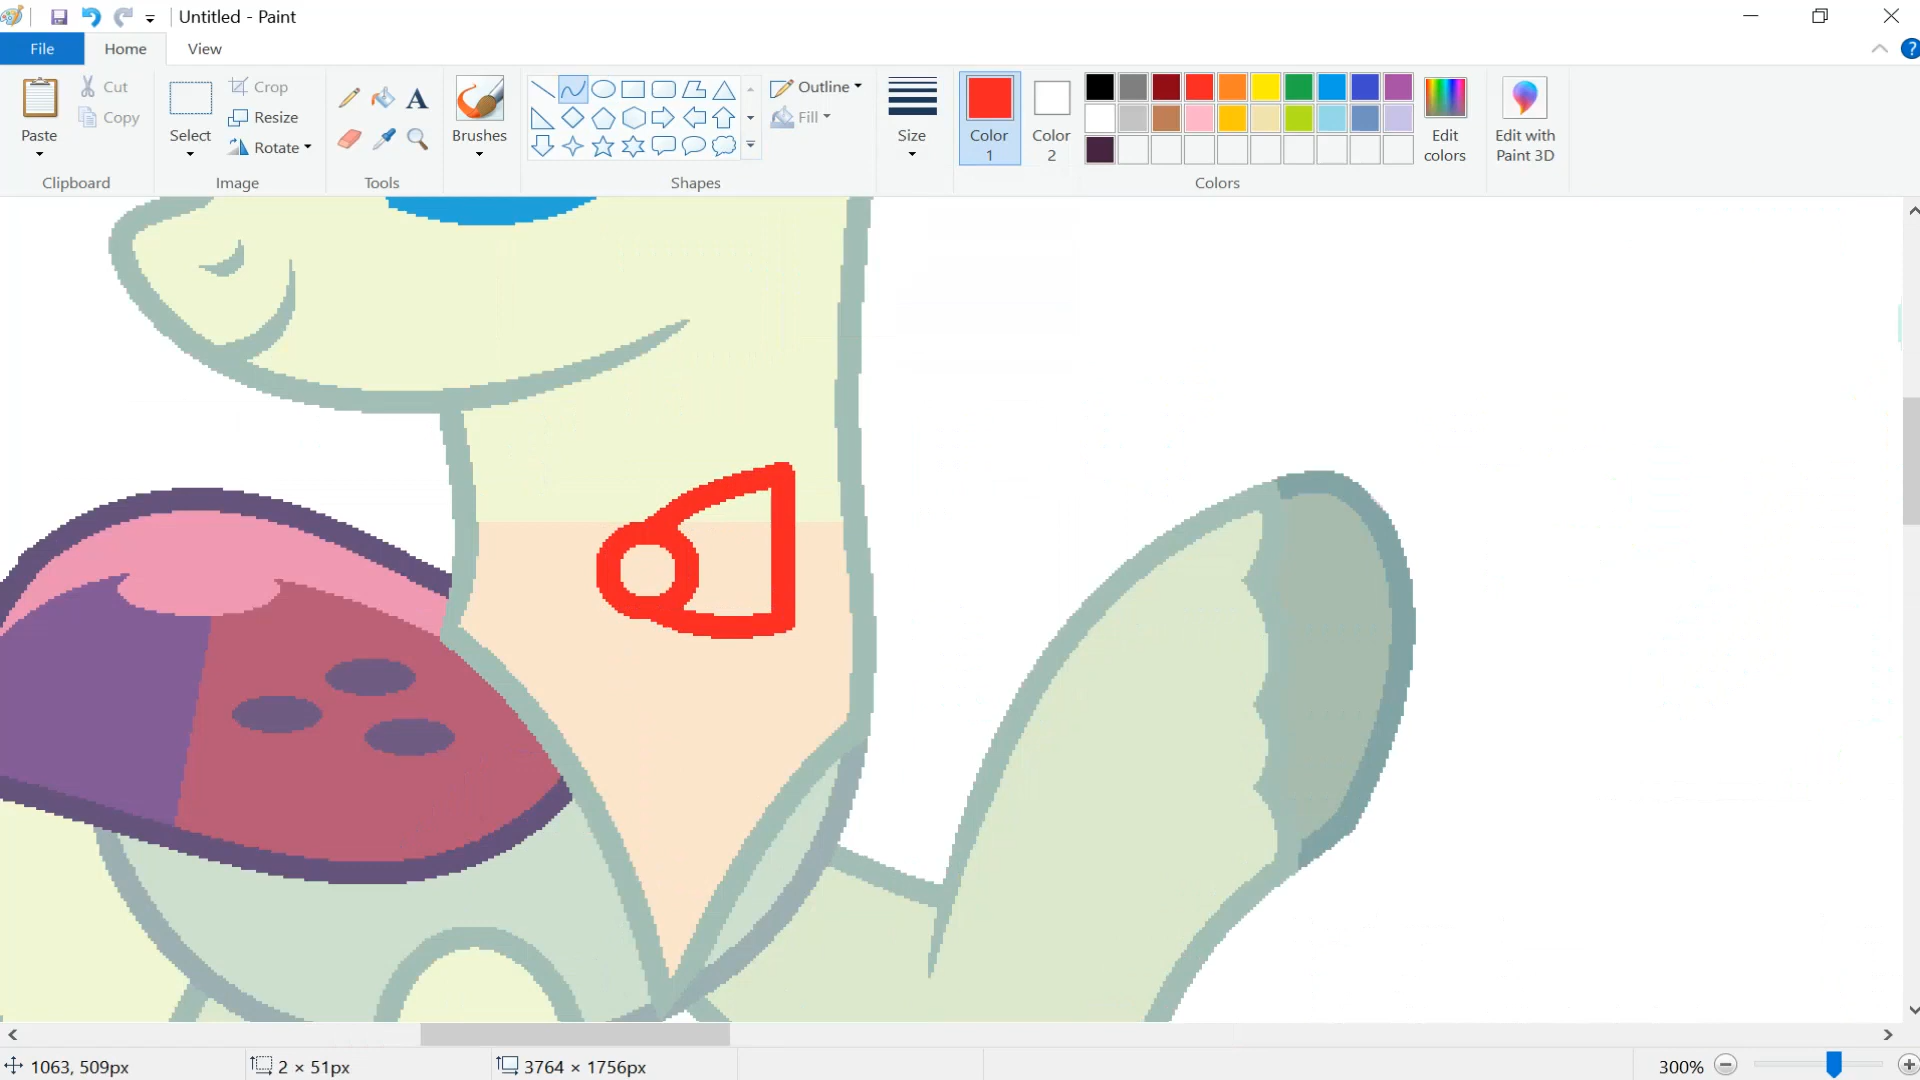 Untitled - Paint
File Home View
Paste
Cut
Copy
Clipboard
Select
Crop
Resize
Rotate
Image
Tools
Brushes
Shapes
Outline
Fill
Size
Color 1
Color 2
Colors
Edit colors
Edit with Paint 3D
1063, 509px
2 × 51px
3764 × 1756px
300%